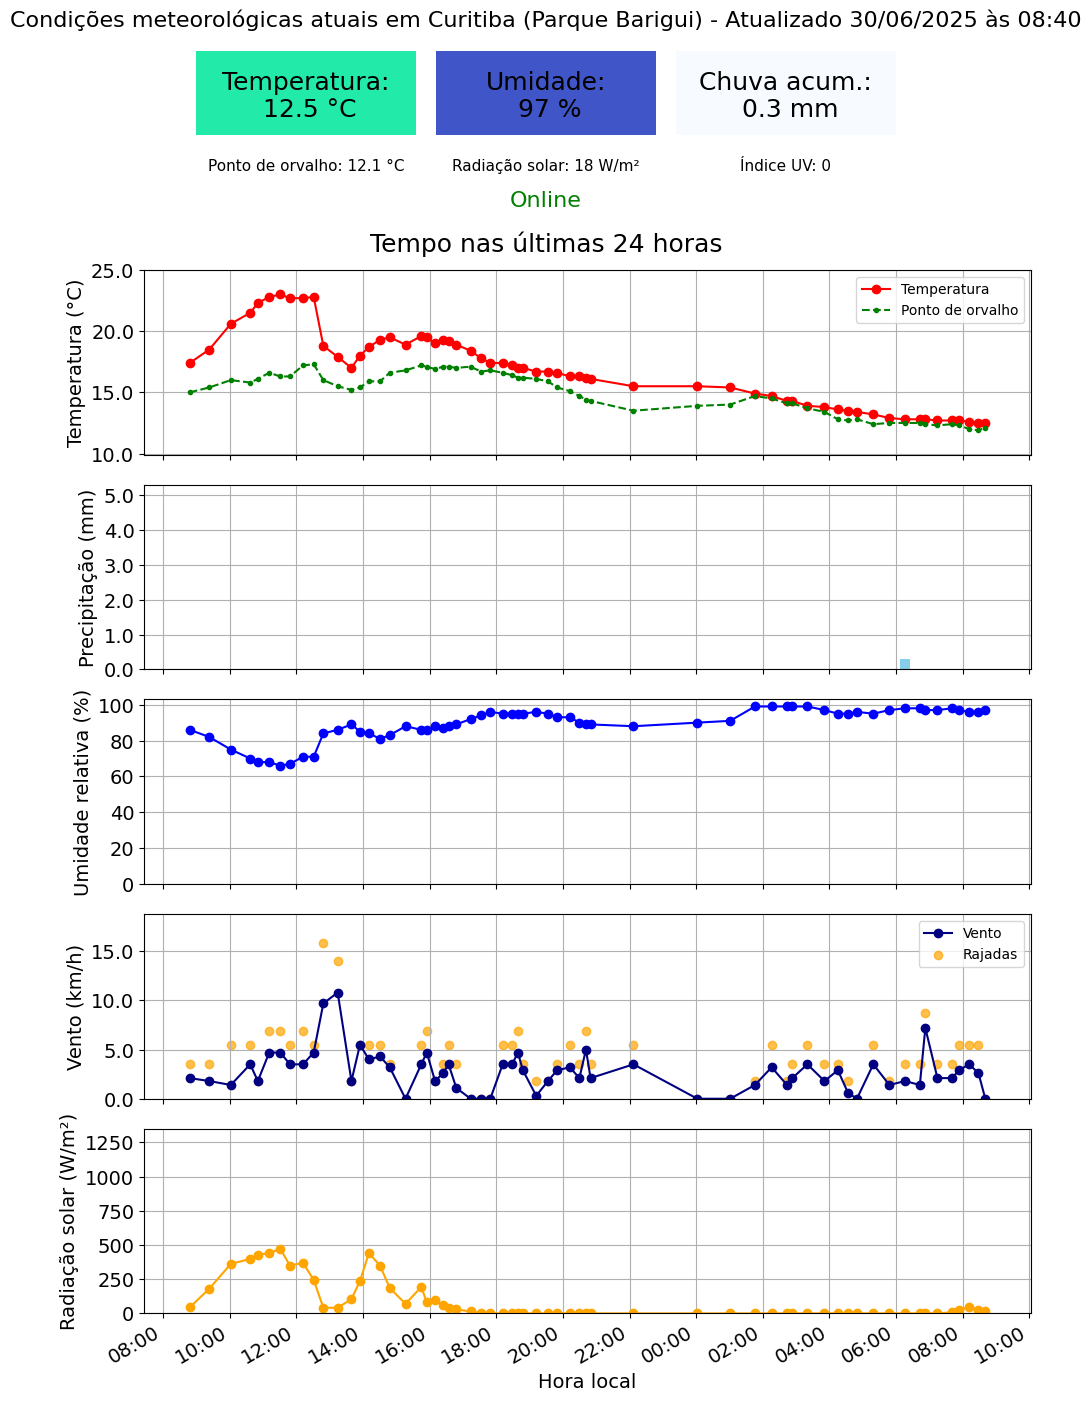 Condições meteorológicas atuais em Curitiba (Parque Barigui) - Atualizado 30/06/2025 às 08:40
Temperatura:
12.5 °C
Umidade:
97 %
Chuva acum.:
0.3 mm
Ponto de orvalho: 12.1 °C
Radiação solar: 18 W/m²
Índice UV: 0
Online
Tempo nas últimas 24 horas
Temperatura (°C)
25.0
20.0
15.0
10.0
Temperatura
Ponto de orvalho
Precipitação (mm)
5.0
4.0
3.0
2.0
1.0
0.0
Umidade relativa (%)
100
80
60
40
20
0
Vento (km/h)
15.0
10.0
5.0
0.0
Vento
Rajadas
Radiação solar (W/m²)
1250
1000
750
500
250
0
08:00
10:00
12:00
14:00
16:00
18:00
20:00
22:00
00:00
02:00
04:00
06:00
08:00
10:00
Hora local